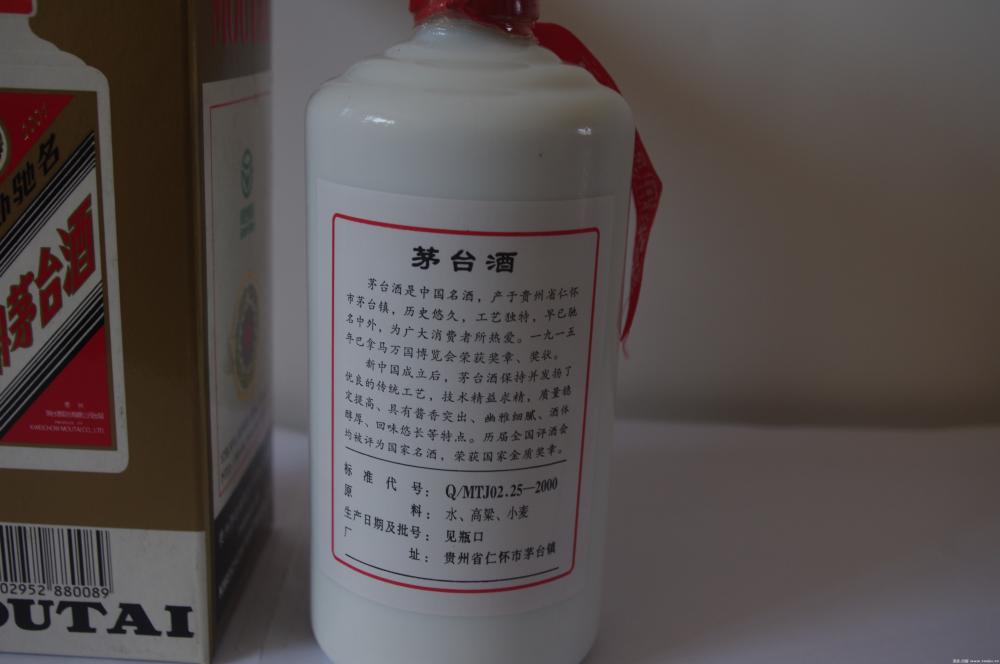 茅台酒
茅台酒是中国名酒，产于贵州省仁怀
市茅台镇，历史悠久，工艺独特，早已驰
名中外，为广大消费者所热爱。一九一五
年巴拿马万国博览会荣获奖章、奖状。
新中国成立后，茅台酒保持并发扬了
优良的传统工艺，技术精益求精，质量稳
定提高、具有酱香突出、幽雅细腻、酒体
醇厚、回味悠长等特点。历届全国评酒会
均被评为国家名酒，荣获国家金质奖章。
标准代号：Q/MTJ02.25—2000
原料：水、高粱、小麦
生产日期及批号：见瓶口
厂址：贵州省仁怀市茅台镇
驰名
茅台酒
KWEICHOW MOUTAI CO., LTD.
02952 880089
OUTAI